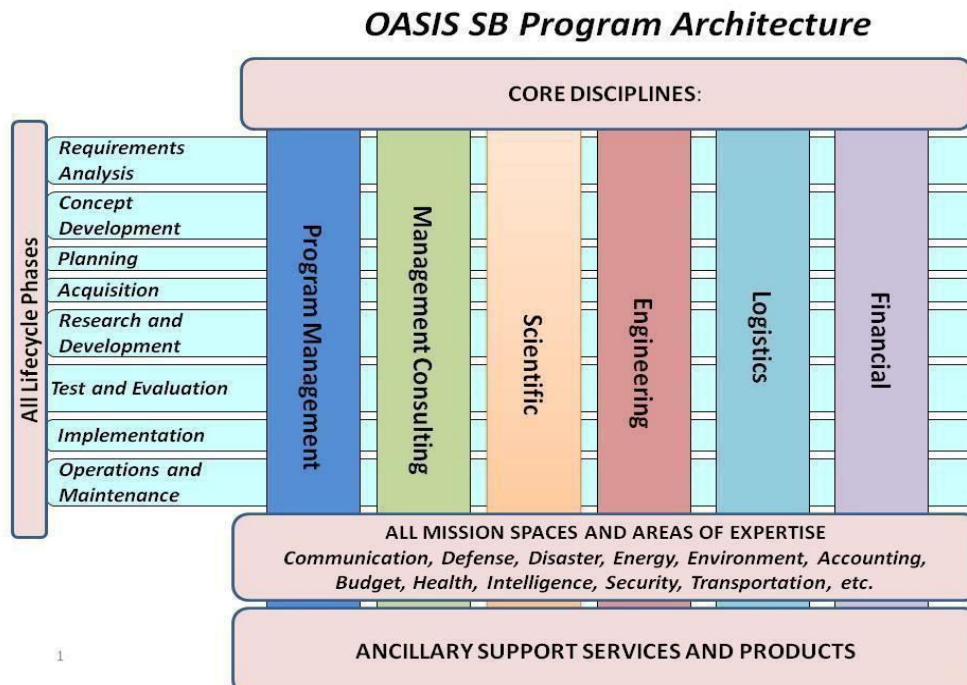 OASIS SB Program Architecture
CORE DISCIPLINES:
All Lifecycle Phases
Requirements
Analysis
Concept
Development
Planning
Acquisition
Research and
Development
Test and Evaluation
Implementation
Operations and
Maintenance
Program Management
Management Consulting
Scientific
Engineering
Logistics
Financial
ALL MISSION SPACES AND AREAS OF EXPERTISE
Communication, Defense, Disaster, Energy, Environment, Accounting,
Budget, Health, Intelligence, Security, Transportation, etc.
ANCILLARY SUPPORT SERVICES AND PRODUCTS
1